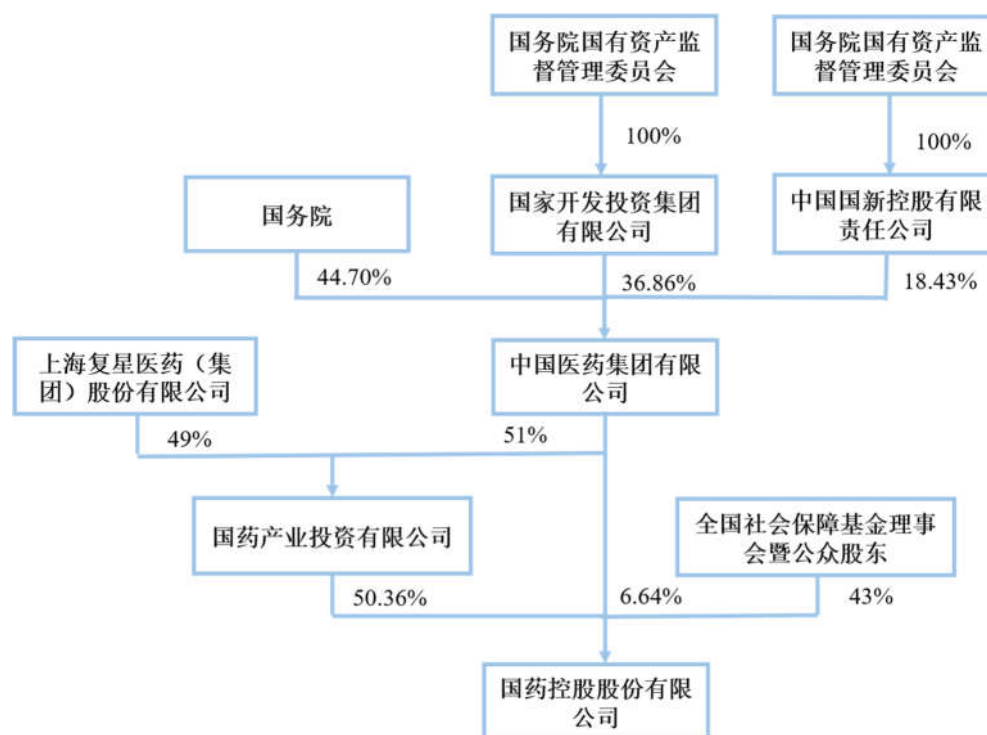 国务院国有资产监
督管理委员会
国务院国有资产监
督管理委员会
100%
100%
国务院
国家开发投资集团
有限公司
中国国新控股有限
责任公司
44.70%
36.86%
18.43%
上海复星医药（集
团）股份有限公司
中国医药集团有限
公司
49%
51%
国药产业投资有限公司
全国社会保障基金理事
会暨公众股东
50.36%
6.64%
43%
国药控股股份有限
公司